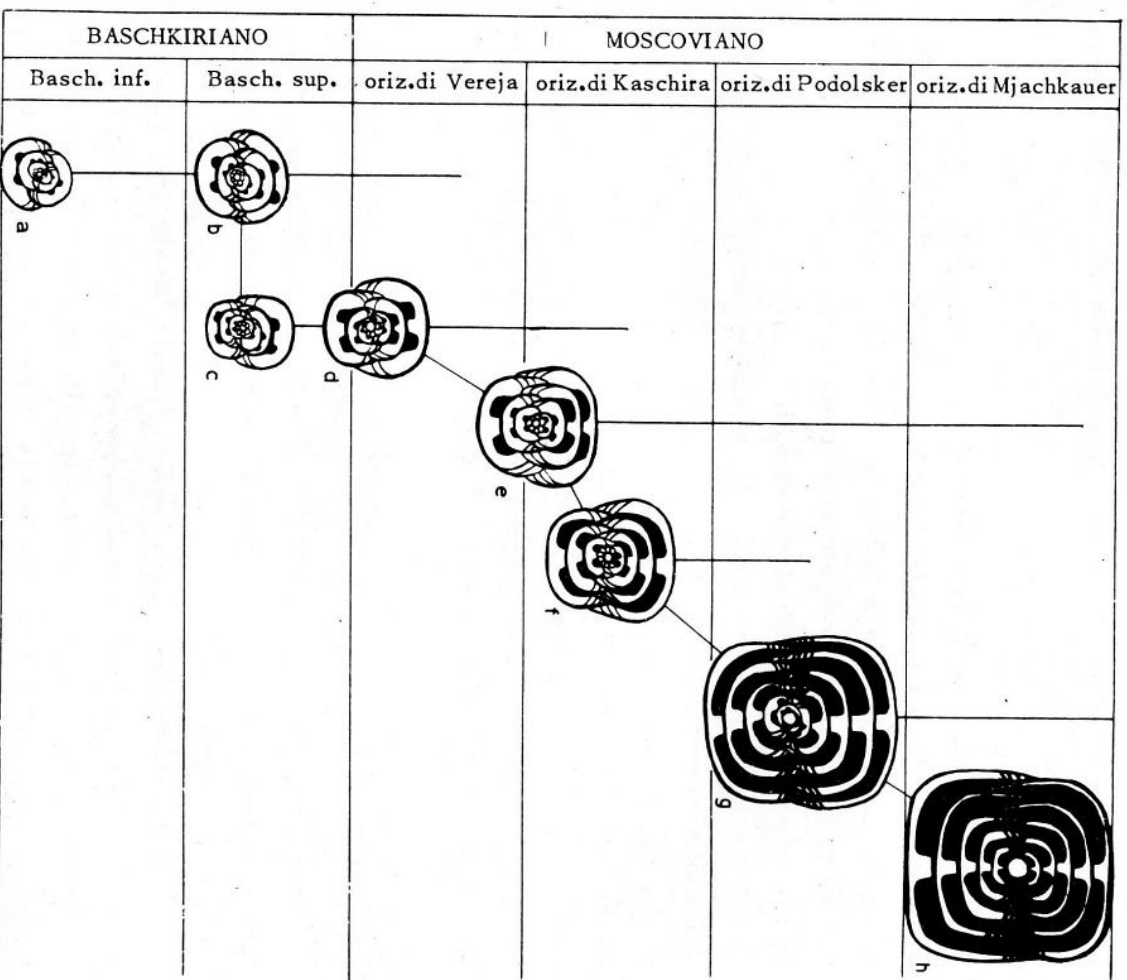 BASCHKIRIANO MOSCOVIANO
Basch. inf. Basch. sup. oriz.di Vereja oriz.di Kaschira oriz.di Podolsker oriz.di Mjachkauer
a
b
c
d
e
f
g
h